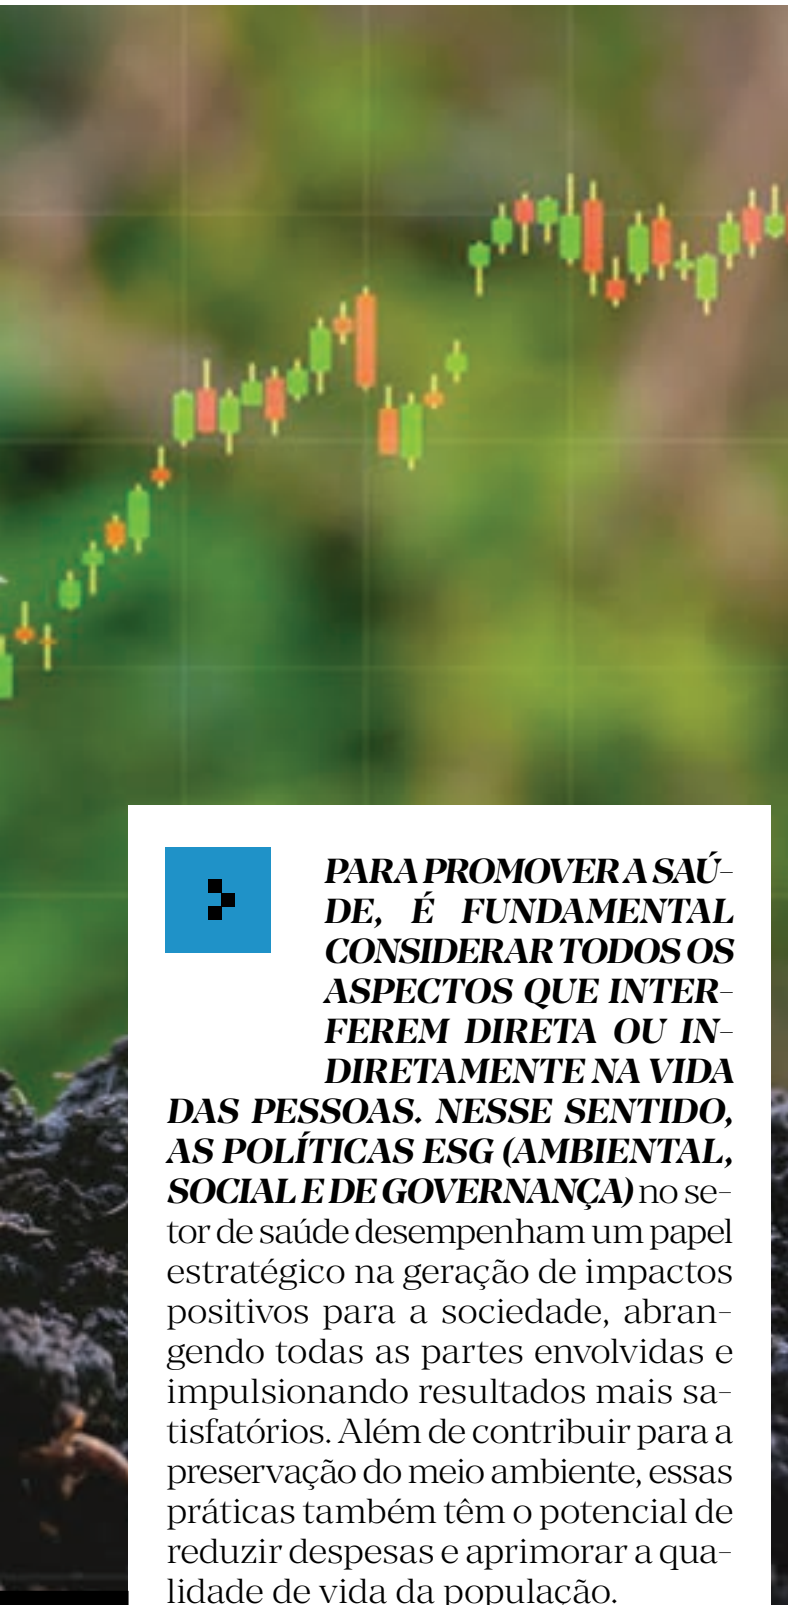 PARA PROMOVER A SAÚ-
DE, É FUNDAMENTAL
CONSIDERAR TODOS OS
ASPECTOS QUE INTER-
FEREM DIRETA OU IN-
DIRETAMENTE NA VIDA
DAS PESSOAS. NESSE SENTIDO,
AS POLÍTICAS ESG (AMBIENTAL,
SOCIAL E DE GOVERNANÇA) no se-
tor de saúde desempenham um papel
estratégico na geração de impactos
positivos para a sociedade, abran-
gendo todas as partes envolvidas e
impulsionando resultados mais sa-
tisfatórios. Além de contribuir para a
preservação do meio ambiente, essas
práticas também têm o potencial de
reduzir despesas e aprimorar a qua-
lidade de vida da população.